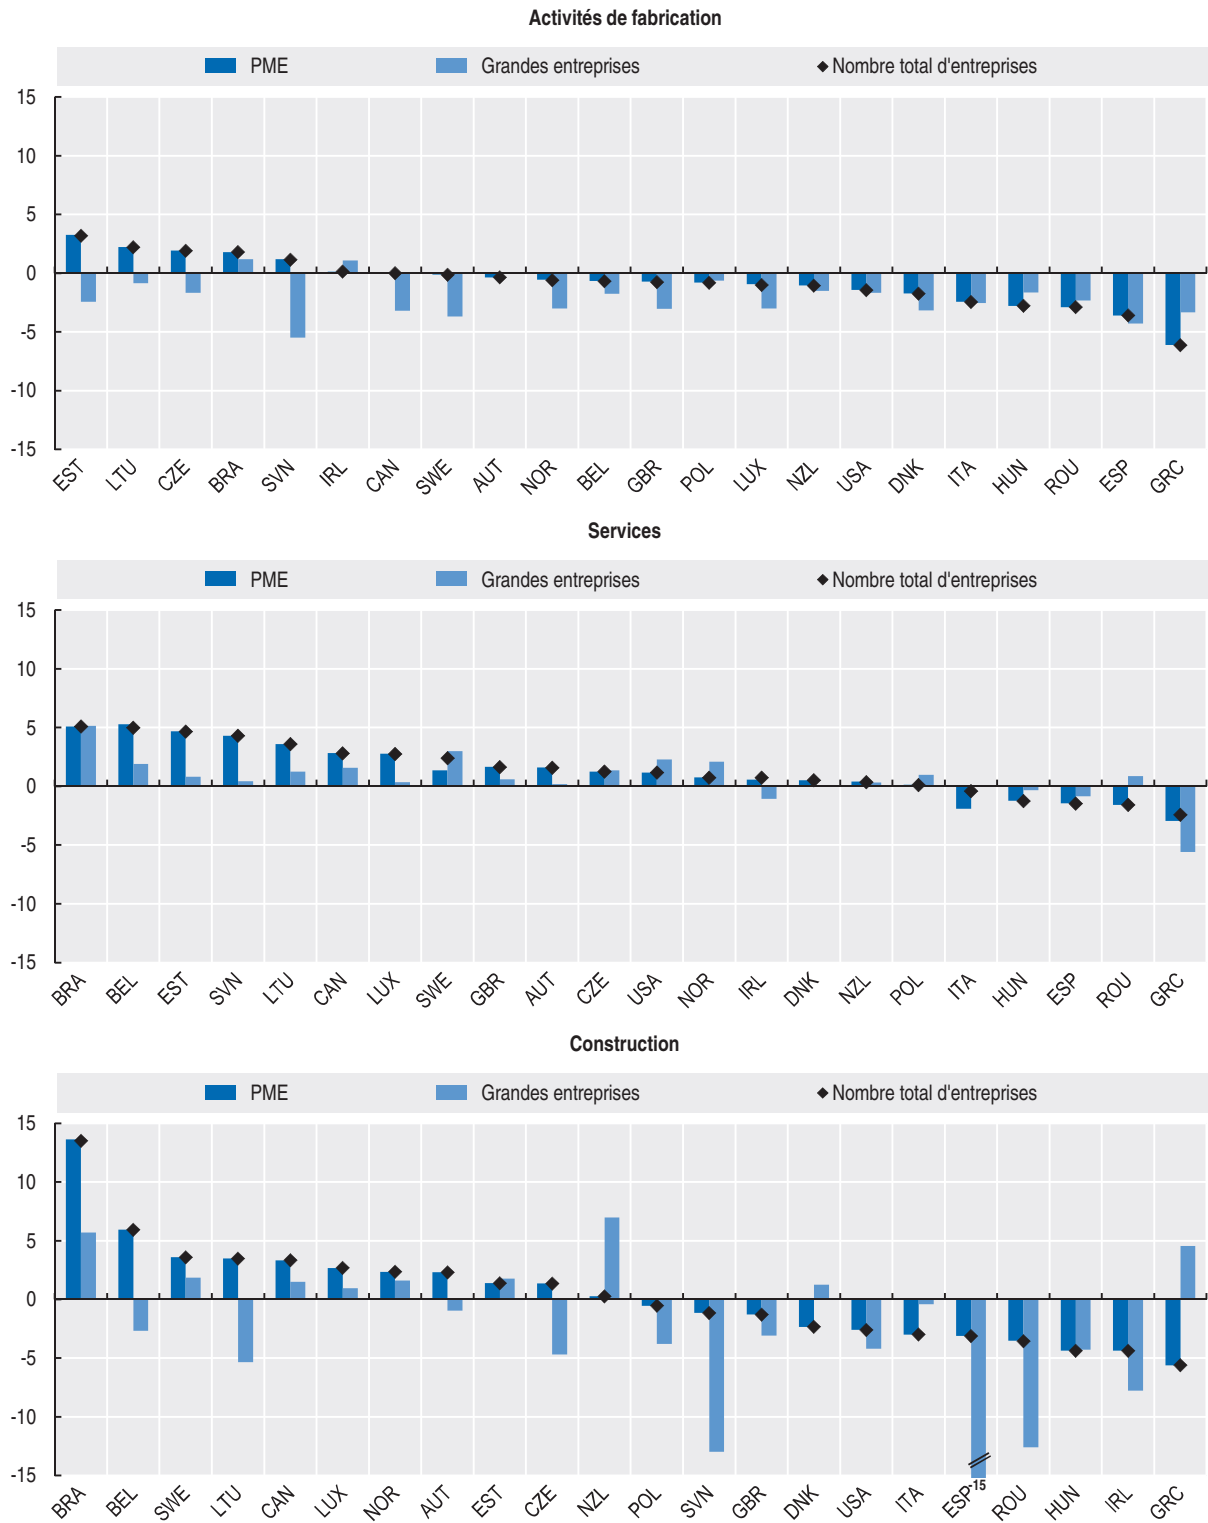 Activités de fabrication
PME Grandes entreprises Nombre total d'entreprises
15
10
5
0
-5
-10
-15
EST LTU CZE BRA SVN IRL CAN SWE AUT NOR BEL GBR POL LUX NZL USA DNK ITA HUN ROU ESP GRC
Services
PME Grandes entreprises Nombre total d'entreprises
15
10
5
0
-5
-10
-15
BRA BEL EST SVN LTU CAN LUX SWE GBR AUT CZE USA NOR IRL DNK NZL POL ITA HUN ESP ROU GRC
Construction
PME Grandes entreprises Nombre total d'entreprises
15
10
5
0
-5
-10
-15
-15
BRA BEL SWE LTU CAN LUX NOR AUT EST CZE NZL POL SVN GBR DNK USA ITA ESP ROU HUN IRL GRC